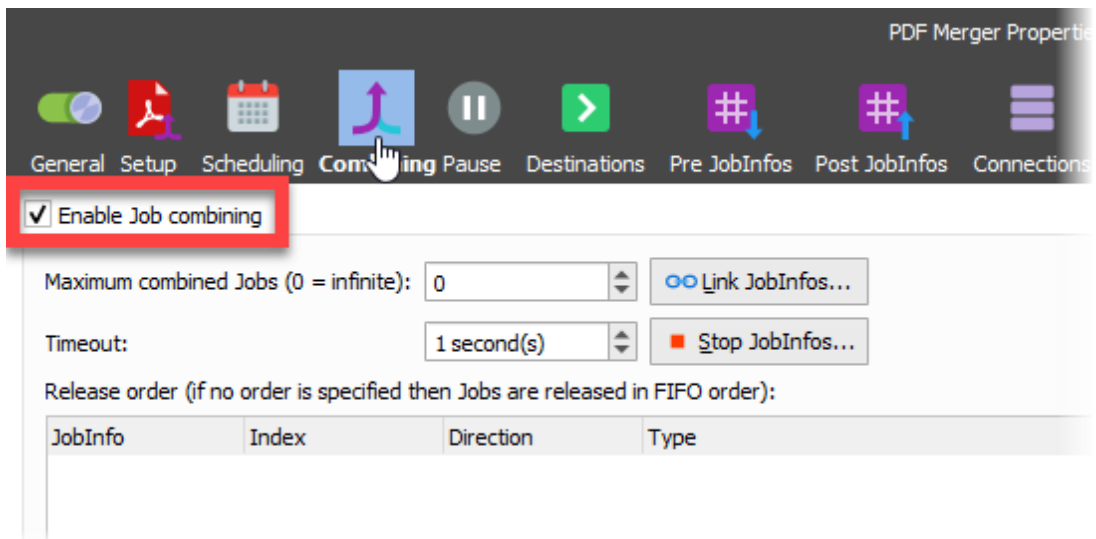 PDF Merger Properties
General Setup Scheduling Combining Pause Destinations Pre JobInfos Post JobInfos Connections
Enable Job combining
Maximum combined Jobs (0 = infinite): 0 Link JobInfos...
Timeout: 1 second(s) Stop JobInfos...
Release order (if no order is specified then Jobs are released in FIFO order):
JobInfo Index Direction Type